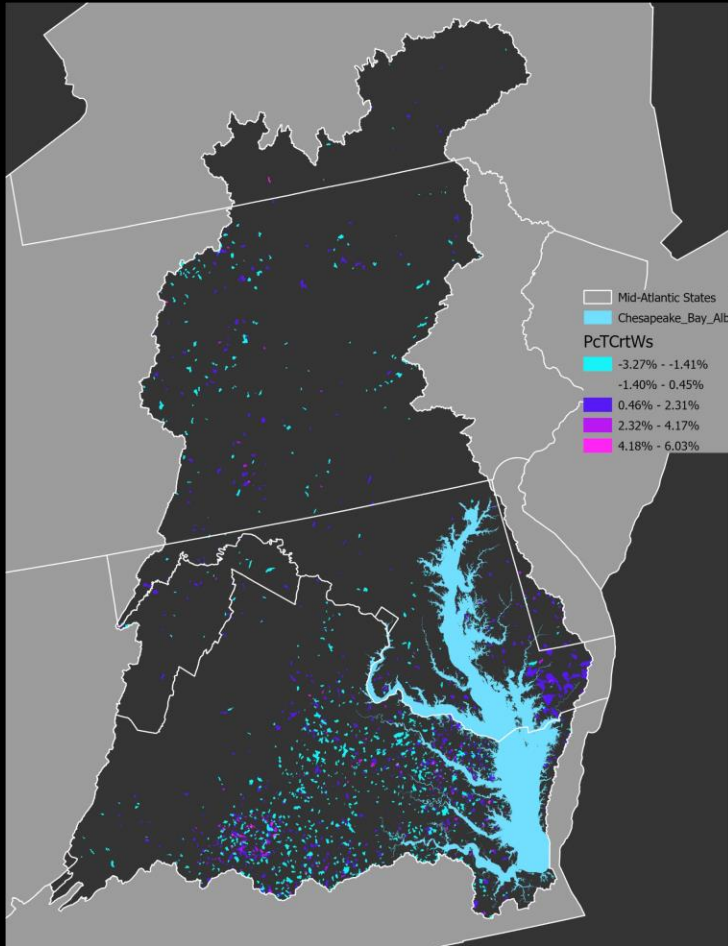 Mid-Atlantic States
Chesapeake_Bay_Alb
PcTCrtWs
-3.27% - -1.41%
-1.40% - 0.45%
0.46% - 2.31%
2.32% - 4.17%
4.18% - 6.03%